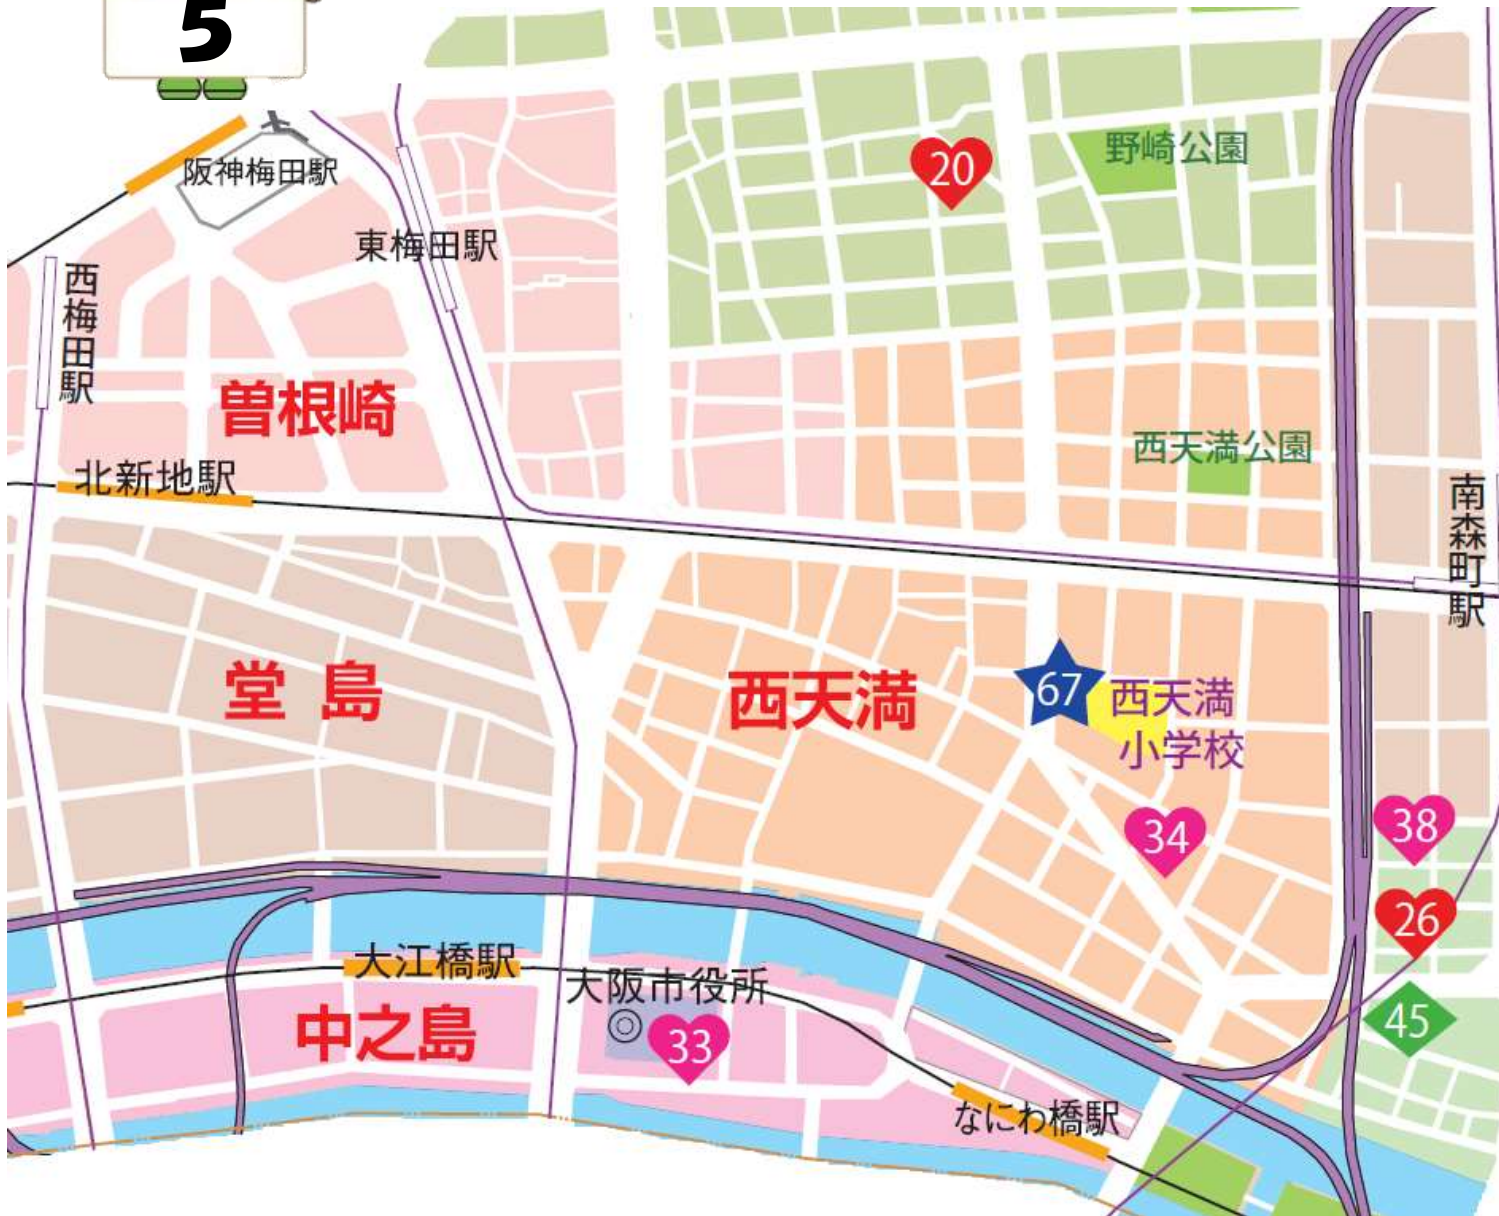 5
阪神梅田駅
野崎公園
20
東梅田駅
西梅田駅
曽根崎
西天満公園
北新地駅
南森町駅
堂島
西天満
67
西天満
小学校
34
38
26
大江橋駅
大阪市役所
中之島
33
45
なにわ橋駅